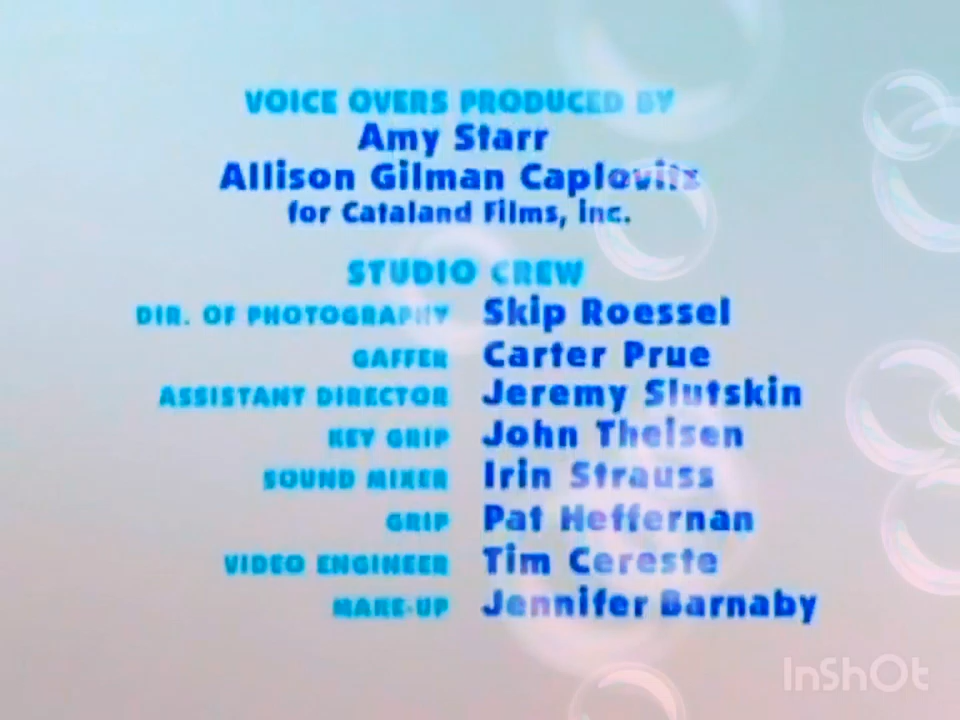 VOICE OVERS PRODUCED BY
Amy Starr
Allison Gilman Caplovits
for Cataland Films, inc.
STUDIO CREW
DIR. OF PHOTOGRAPHY Skip Roessel
GAFFER Carter Prue
ASSISTANT DIRECTOR Jeremy Slutskin
KEY GRIP John Theisen
SOUND MIXER Irin Strauss
GRIP Pat Heffernan
VIDEO ENGINEER Tim Cereste
MAKE-UP Jennifer Barnaby
InShOt